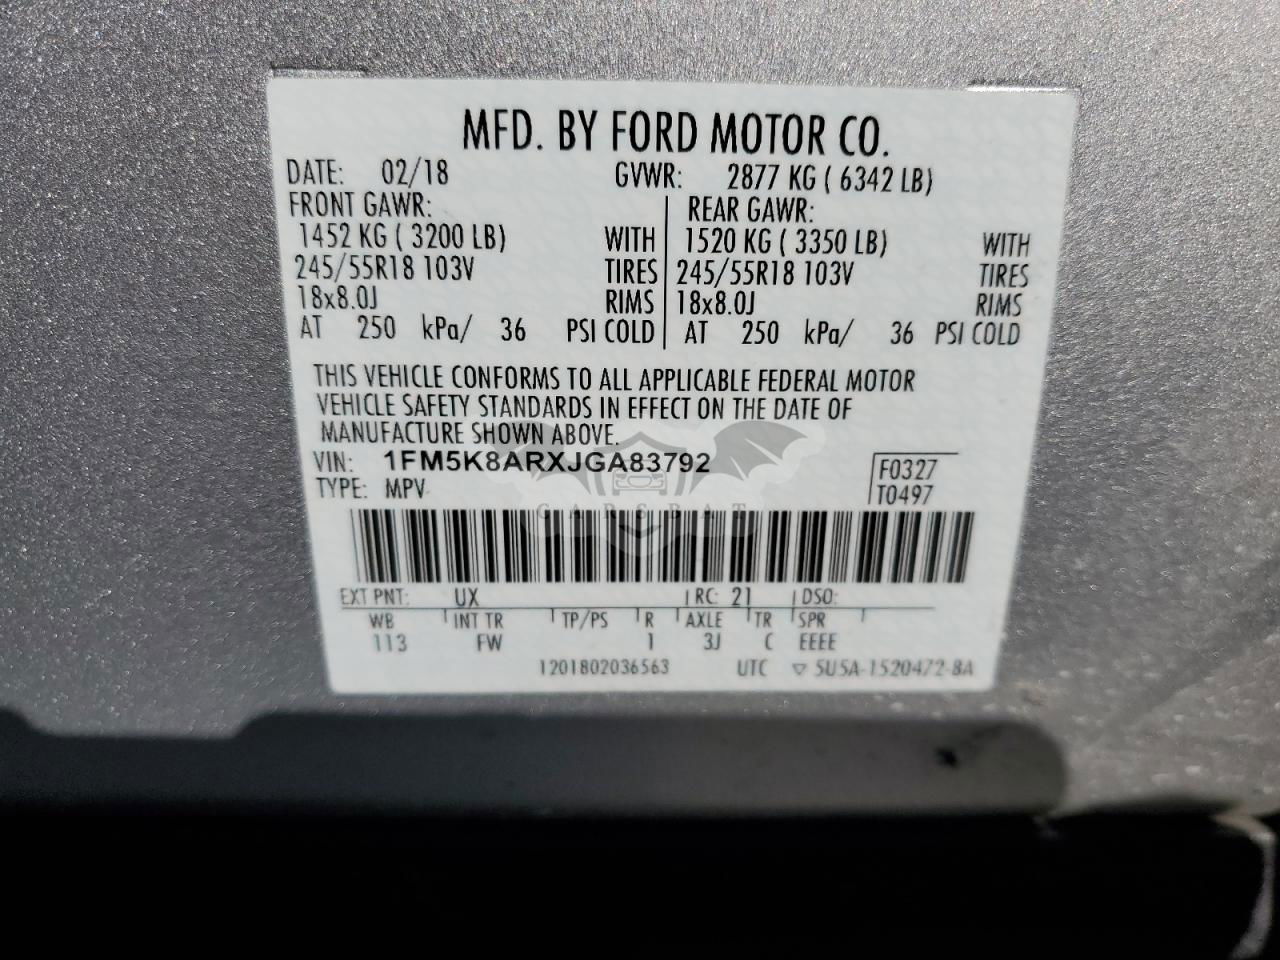 MFD. BY FORD MOTOR CO.
DATE: 02/18 GVWR: 2877 KG ( 6342 LB)
FRONT GAWR: REAR GAWR:
1452 KG ( 3200 LB) WITH 1520 KG ( 3350 LB) WITH
245/55R18 103V TIRES 245/55R18 103V TIRES
18x8.0J RIMS 18x8.0J RIMS
AT 250 kPa/ 36 PSI COLD AT 250 kPa/ 36 PSI COLD
THIS VEHICLE CONFORMS TO ALL APPLICABLE FEDERAL MOTOR
VEHICLE SAFETY STANDARDS IN EFFECT ON THE DATE OF
MANUFACTURE SHOWN ABOVE.
VIN: 1FM5K8ARXJGA83792 F0327
TYPE: MPV T0497
CARSBAT
EXT PNT: UX RC: 21 DSO:
WB INT TR TP/PS R AXLE TR SPR
113 FW 1 3J C EEEE
1201802036563 UTC ▽ 5U5A-1520472-8A